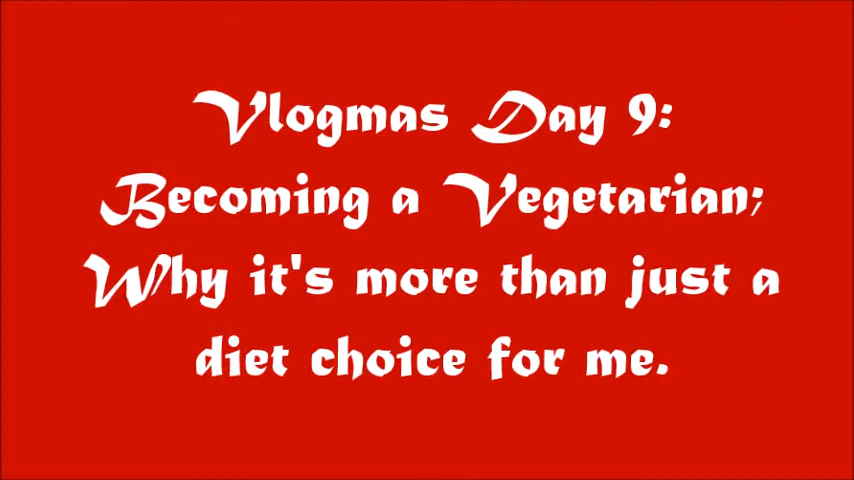 Vlogmas Day 9:
Becoming a Vegetarian;
Why it's more than just a
diet choice for me.